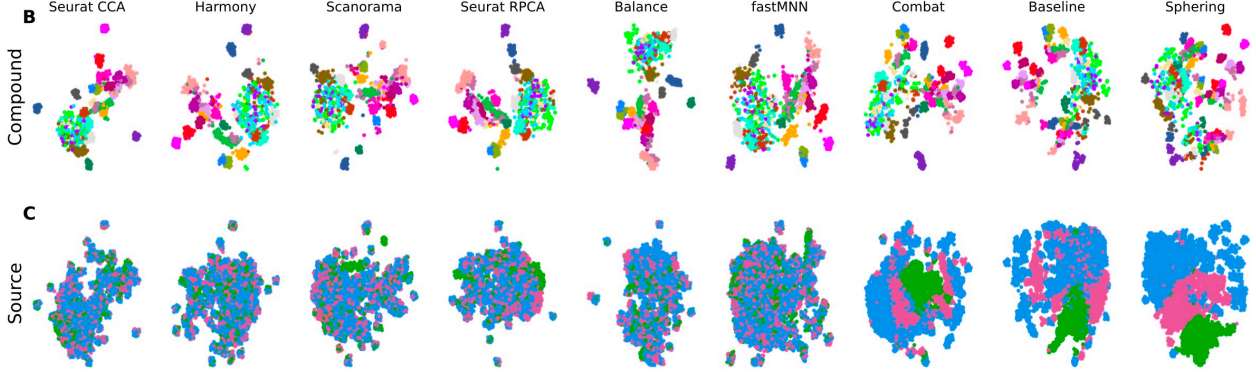 B
Seurat CCA Harmony Scanorama Seurat RPCA Balance fastMNN Combat Baseline Sphering
Compound
C
Source